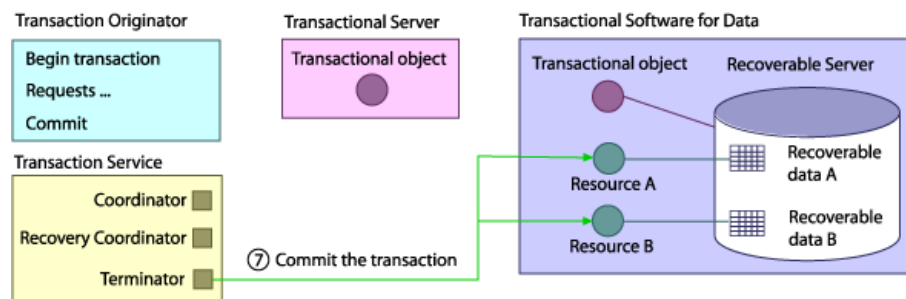 Transaction Originator
Begin transaction
Requests ...
Commit
Transactional Server
Transactional object
Transactional Software for Data
Transactional object
Recoverable Server
Resource A
Recoverable
data A
Resource B
Recoverable
data B
Transaction Service
Coordinator
Recovery Coordinator
Terminator
⑦ Commit the transaction